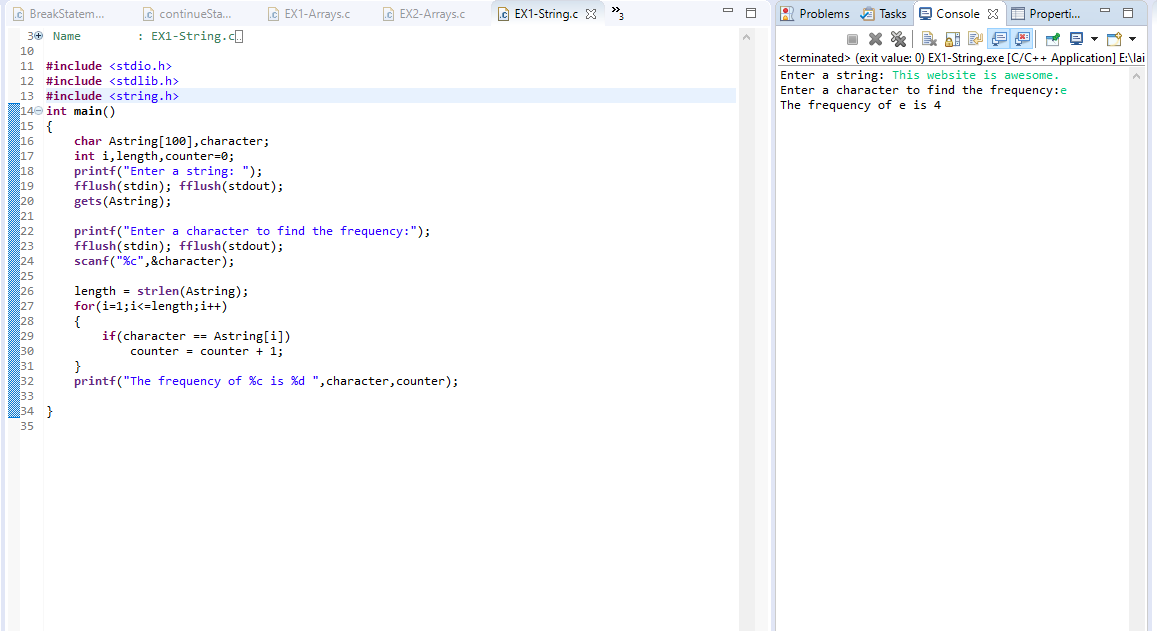 BreakStatem... continueSta... EX1-Arrays.c EX2-Arrays.c EX1-String.c »3
3 Name : EX1-String.c
10
11 #include <stdio.h>
12 #include <stdlib.h>
13 #include <string.h>
14 int main()
15 {
16 char Astring[100],character;
17 int i,length,counter=0;
18 printf("Enter a string: ");
19 fflush(stdin); fflush(stdout);
20 gets(Astring);
21
22 printf("Enter a character to find the frequency:");
23 fflush(stdin); fflush(stdout);
24 scanf("%c",&character);
25
26 length = strlen(Astring);
27 for(i=1;i<=length;i++)
28 {
29 if(character == Astring[i])
30 counter = counter + 1;
31 }
32 printf("The frequency of %c is %d ",character,counter);
33
34 }
35
Problems Tasks Console Properti...
<terminated> (exit value: 0) EX1-String.exe [C/C++ Application] E:\lai
Enter a string: This website is awesome.
Enter a character to find the frequency:e
The frequency of e is 4